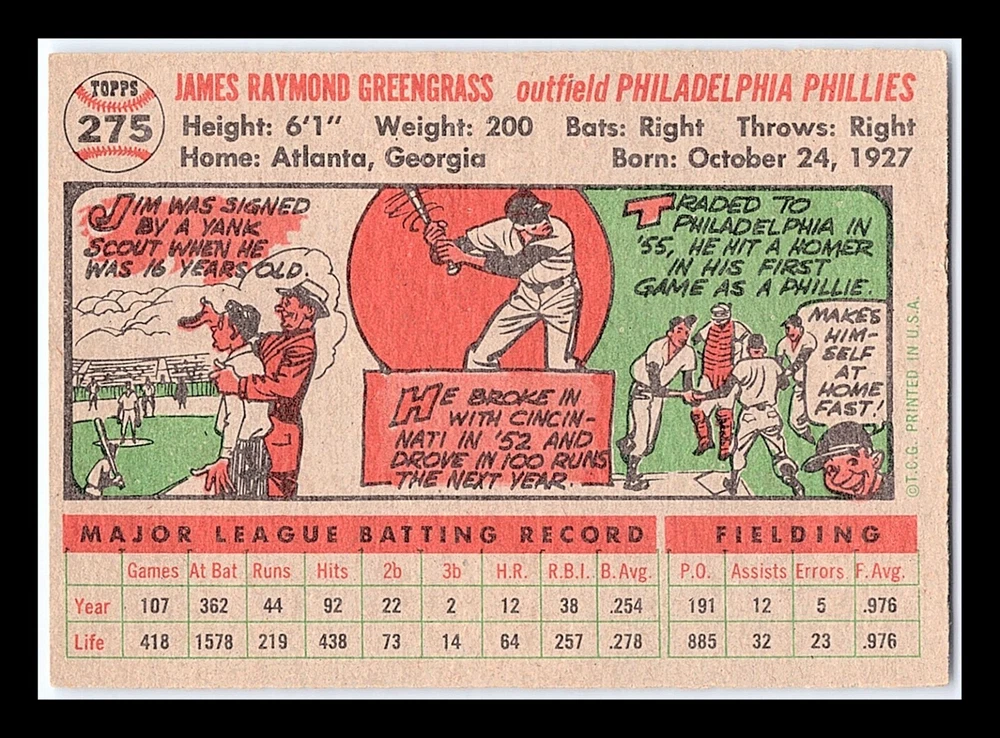 TOPPS
275
JAMES RAYMOND GREENGRASS outfield PHILADELPHIA PHILLIES
Height: 6'1" Weight: 200 Bats: Right Throws: Right
Home: Atlanta, Georgia Born: October 24, 1927
JIM WAS SIGNED
BY A YANK
SCOUT WHEN HE
WAS 16 YEARS OLD.
HE BROKE IN
WITH CINCIN-
NATI IN '52 AND
DROVE IN 100 RUNS
THE NEXT YEAR.
TRADED TO
PHILADELPHIA IN
'55, HE HIT A HOMER
IN HIS FIRST
GAME AS A PHILLIE.
MAKES
HIM-
SELF
AT
HOME
FAST!
©T.C.G. PRINTED IN U.S.A.
MAJOR LEAGUE BATTING RECORD FIELDING
Games At Bat Runs Hits 2b 3b H.R. R.B.I. B.Avg. P.O. Assists Errors F.Avg.
Year 107 362 44 92 22 2 12 38 .254 191 12 5 .976
Life 418 1578 219 438 73 14 64 257 .278 885 32 23 .976